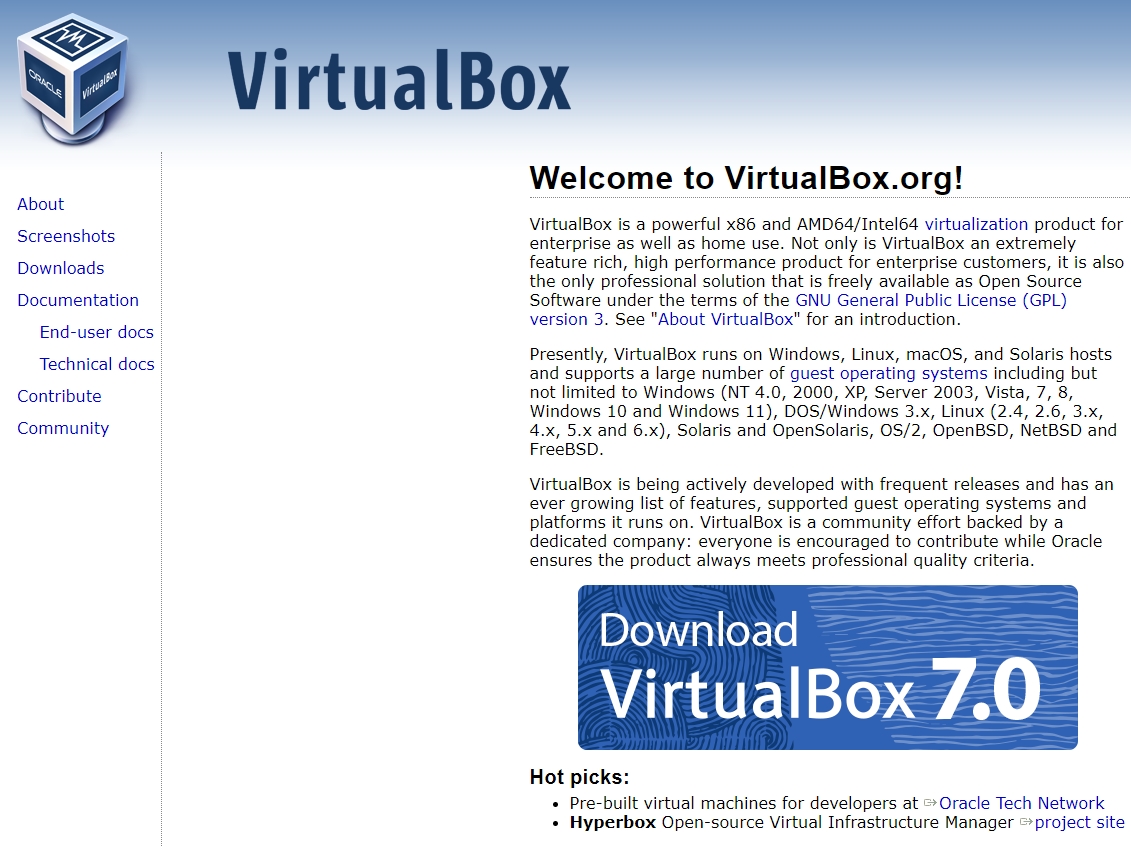 ORACLE
VirtualBox
VirtualBox
About
Screenshots
Downloads
Documentation
End-user docs
Technical docs
Contribute
Community
Welcome to VirtualBox.org!
VirtualBox is a powerful x86 and AMD64/Intel64 virtualization product for
enterprise as well as home use. Not only is VirtualBox an extremely
feature rich, high performance product for enterprise customers, it is also
the only professional solution that is freely available as Open Source
Software under the terms of the GNU General Public License (GPL)
version 3. See "About VirtualBox" for an introduction.
Presently, VirtualBox runs on Windows, Linux, macOS, and Solaris hosts
and supports a large number of guest operating systems including but
not limited to Windows (NT 4.0, 2000, XP, Server 2003, Vista, 7, 8,
Windows 10 and Windows 11), DOS/Windows 3.x, Linux (2.4, 2.6, 3.x,
4.x, 5.x and 6.x), Solaris and OpenSolaris, OS/2, OpenBSD, NetBSD and
FreeBSD.
VirtualBox is being actively developed with frequent releases and has an
ever growing list of features, supported guest operating systems and
platforms it runs on. VirtualBox is a community effort backed by a
dedicated company: everyone is encouraged to contribute while Oracle
ensures the product always meets professional quality criteria.
Download
VirtualBox 7.0
Hot picks:
• Pre-built virtual machines for developers at Oracle Tech Network
• Hyperbox Open-source Virtual Infrastructure Manager project site